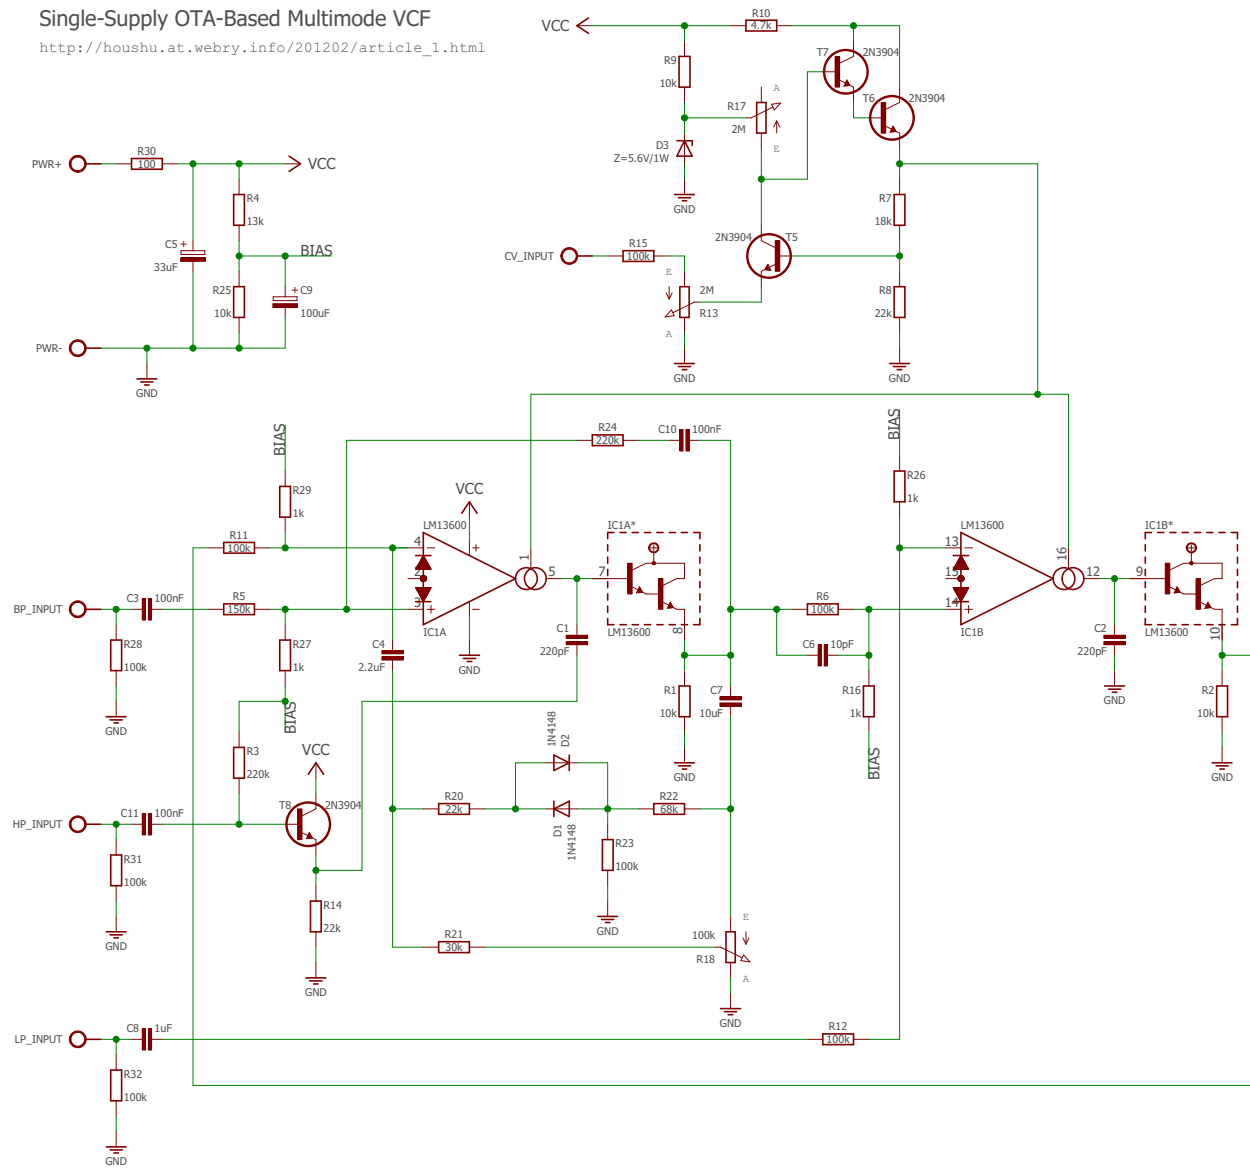 Single-Supply OTA-Based Multimode VCF
http://houshu.at.webry.info/201202/article_1.html
VCC
R10
4.7k
T7
2N3904
R9
10k
R17
A
2M
E
T6
2N3904
D3
Z=5.6V/1W
GND
PWR+
R30
100
VCC
R4
13k
C5
+
33uF
BIAS
R25
10k
+
C9
100uF
PWR-
GND
CV_INPUT
R15
100k
2N3904
T5
E
2M
R13
A
GND
R7
18k
R8
22k
GND
BIAS
R29
1k
R24
220k
C10
100nF
BIAS
R26
1k
R11
100k
VCC
LM13600
4
−
+
2
3
+
−
IC1A
GND
1
5
IC1A*
7
8
LM13600
LM13600
13
−
15
14
+
IC1B
16
12
IC1B*
9
10
LM13600
BP_INPUT
C3
100nF
R5
150k
R28
100k
GND
R27
1k
BIAS
C4
2.2uF
C1
220pF
R6
100k
C6
10pF
R16
1k
BIAS
C2
220pF
R1
10k
GND
C7
10uF
R2
10k
GND
R3
220k
VCC
1N4148
D2
HP_INPUT
C11
100nF
T8
2N3904
R20
22k
D1
1N4148
R22
68k
R31
100k
GND
R23
100k
GND
R14
22k
GND
R21
30k
E
100k
R18
A
GND
LP_INPUT
C8
1uF
R12
100k
R32
100k
GND